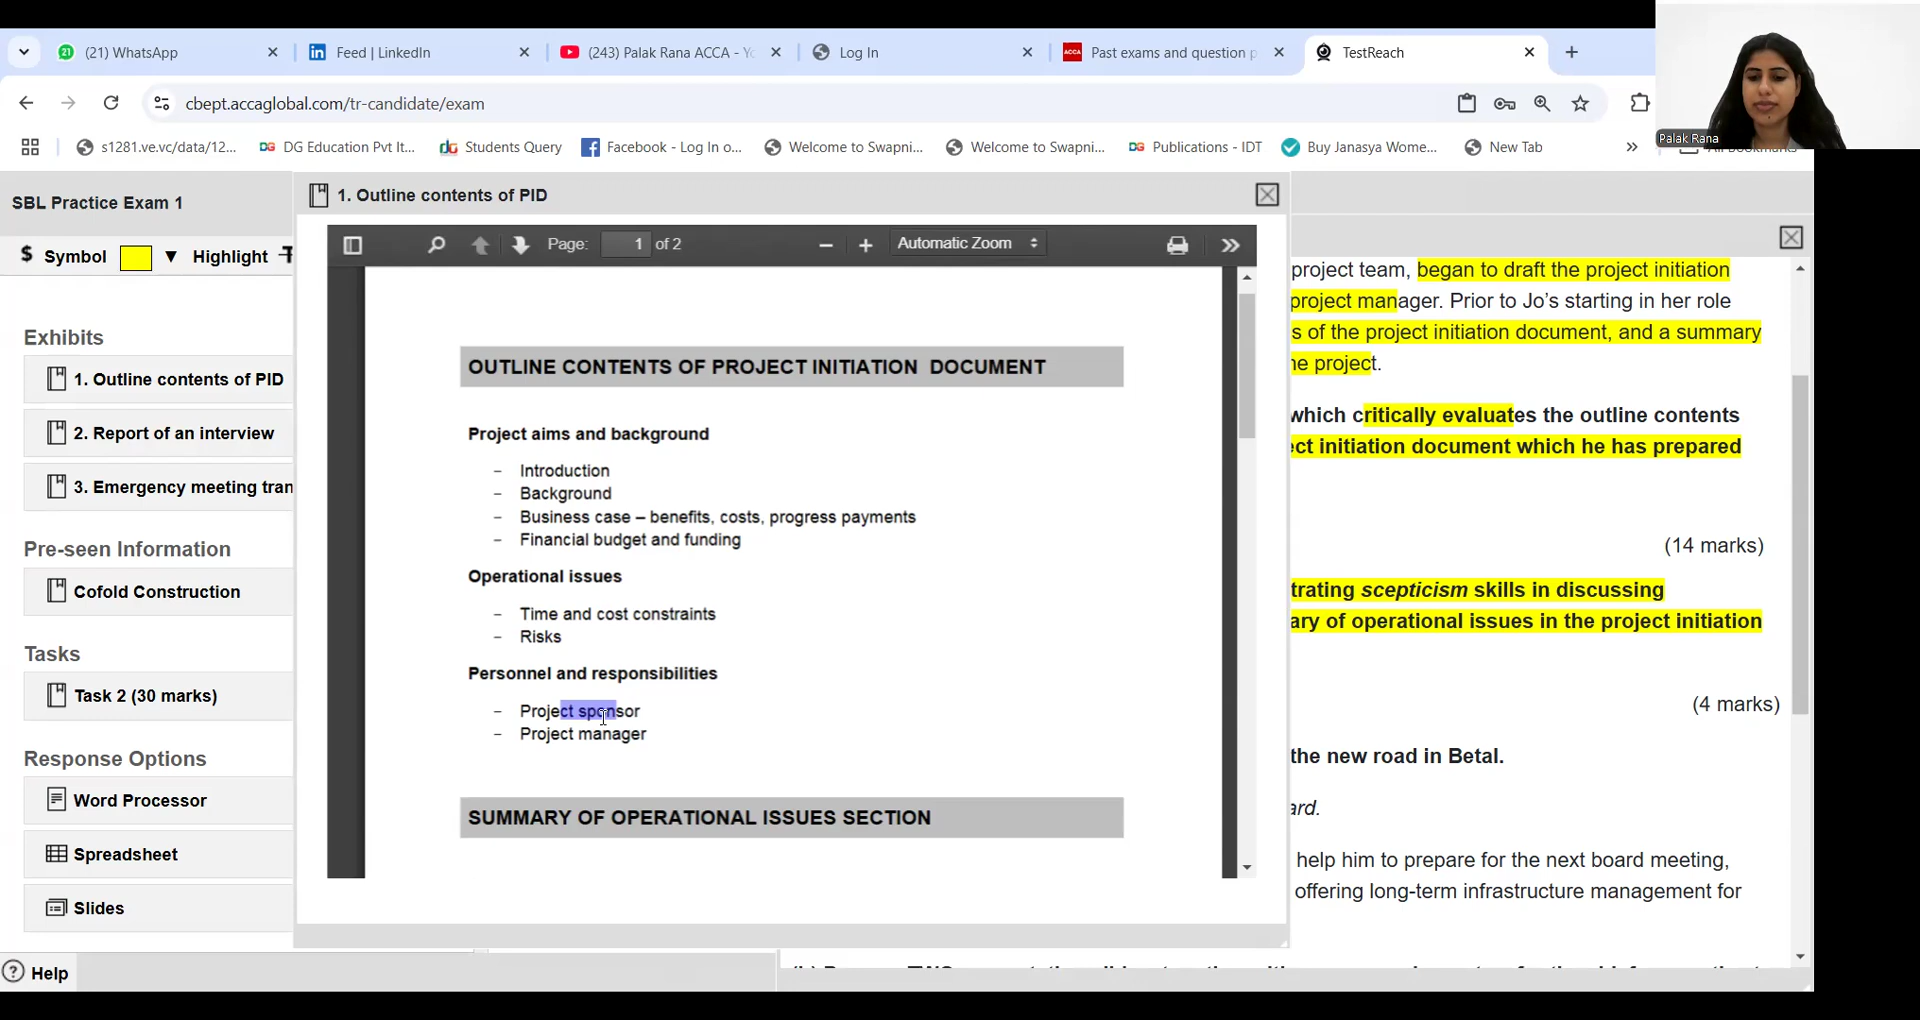 (21) WhatsApp
Feed | LinkedIn
(243) Palak Rana ACCA - Yo
Log In
Past exams and question p
TestReach
cbept.accaglobal.com/tr-candidate/exam
Palak Rana
s1281.ve.vc/data/12...
DG Education Pvt It...
Students Query
Facebook - Log In o...
Welcome to Swapni...
Welcome to Swapni...
Publications - IDT
Buy Janasya Wome...
New Tab
All Bookmarks
SBL Practice Exam 1
Symbol
Highlight
Exhibits
1. Outline contents of PID
2. Report of an interview
3. Emergency meeting tran
Pre-seen Information
Cofold Construction
Tasks
Task 2 (30 marks)
Response Options
Word Processor
Spreadsheet
Slides
Help
1. Outline contents of PID
Page: 1 of 2
Automatic Zoom
OUTLINE CONTENTS OF PROJECT INITIATION DOCUMENT
Project aims and background
- Introduction
- Background
- Business case – benefits, costs, progress payments
- Financial budget and funding
Operational issues
- Time and cost constraints
- Risks
Personnel and responsibilities
- Project sponsor
- Project manager
SUMMARY OF OPERATIONAL ISSUES SECTION
project team, began to draft the project initiation
project manager. Prior to Jo's starting in her role
s of the project initiation document, and a summary
he project.
which critically evaluates the outline contents
ect initiation document which he has prepared
(14 marks)
trating scepticism skills in discussing
ary of operational issues in the project initiation
(4 marks)
the new road in Betal.
ard.
help him to prepare for the next board meeting,
offering long-term infrastructure management for